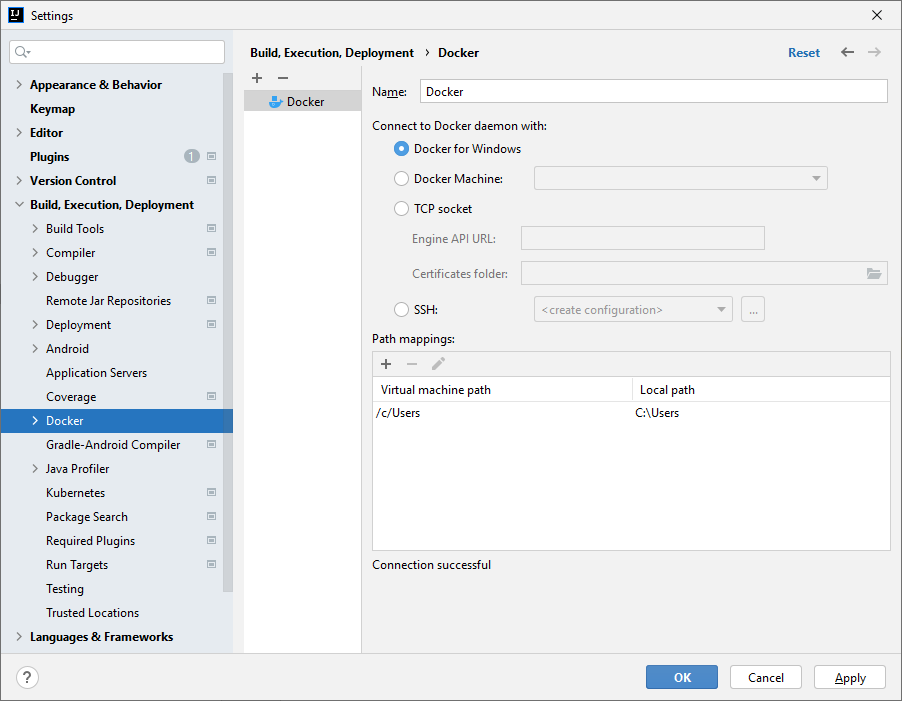 IJ Settings
Appearance & Behavior
Keymap
Editor
Plugins 1
Version Control
Build, Execution, Deployment
Build Tools
Compiler
Debugger
Remote Jar Repositories
Deployment
Android
Application Servers
Coverage
Docker
Gradle-Android Compiler
Java Profiler
Kubernetes
Package Search
Required Plugins
Run Targets
Testing
Trusted Locations
Languages & Frameworks
Build, Execution, Deployment › Docker Reset
Docker
Name: Docker
Connect to Docker daemon with:
Docker for Windows
Docker Machine:
TCP socket
Engine API URL:
Certificates folder:
SSH: <create configuration> ...
Path mappings:
Virtual machine path Local path
/c/Users C:\Users
Connection successful
? OK Cancel Apply